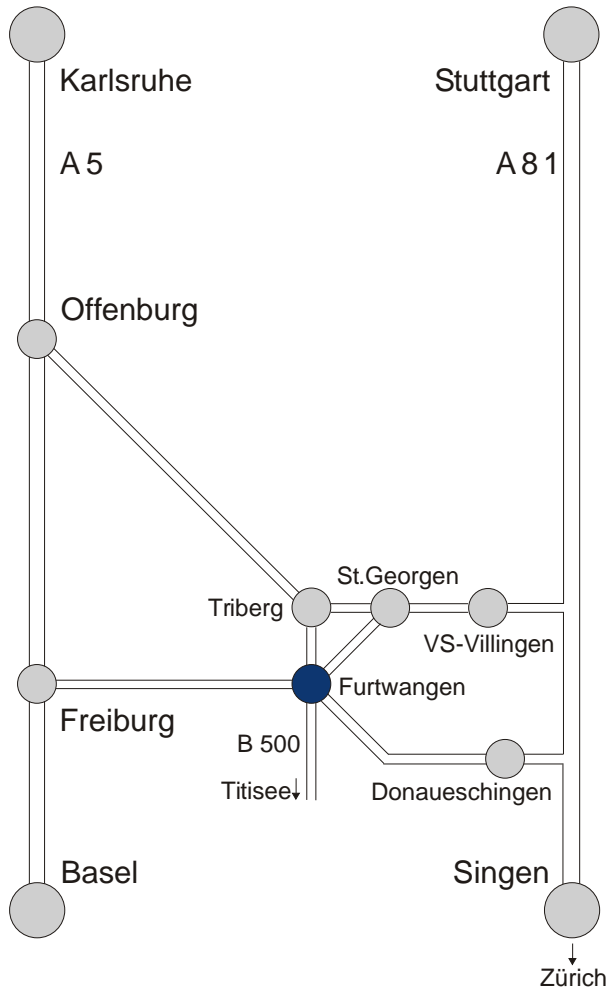 Karlsruhe
Stuttgart
A 5
A 8 1
Offenburg
St.Georgen
Triberg
VS-Villingen
Furtwangen
Freiburg
B 500
Titisee
Donaueschingen
Basel
Singen
Zürich